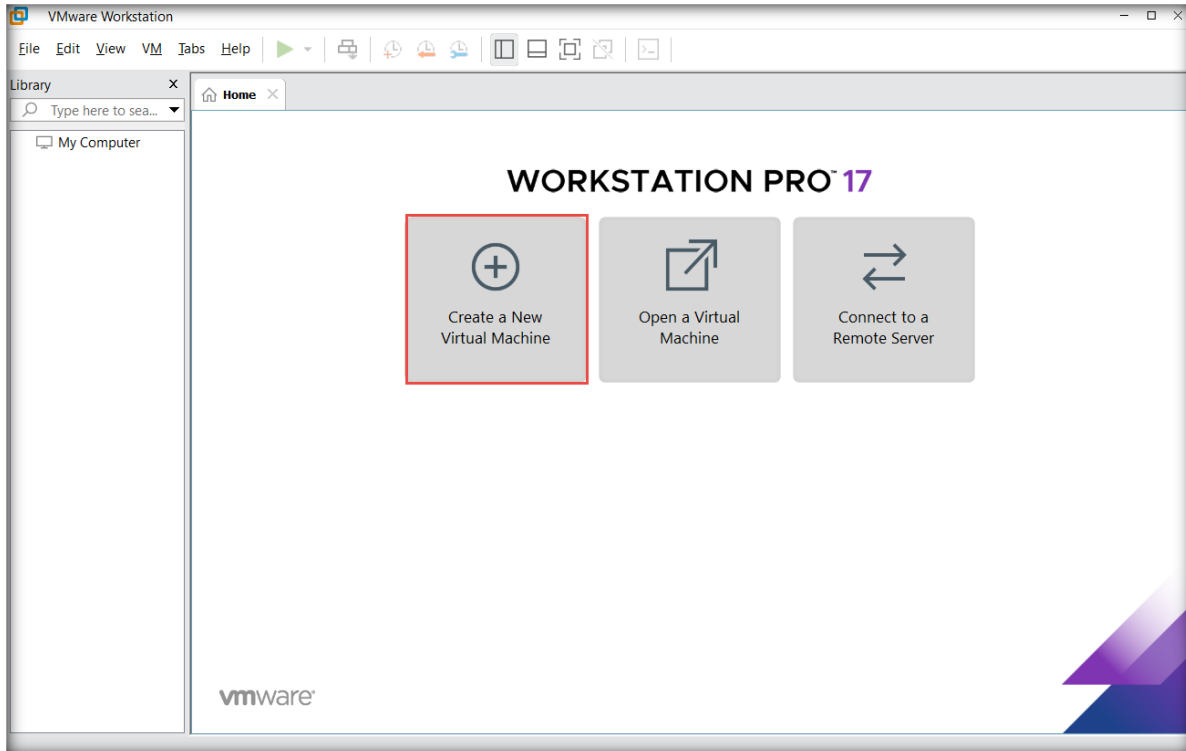 VMware Workstation
File Edit View VM Tabs Help
Library
Type here to sea...
My Computer
Home
WORKSTATION PRO™ 17
Create a New
Virtual Machine
Open a Virtual
Machine
Connect to a
Remote Server
vmware®